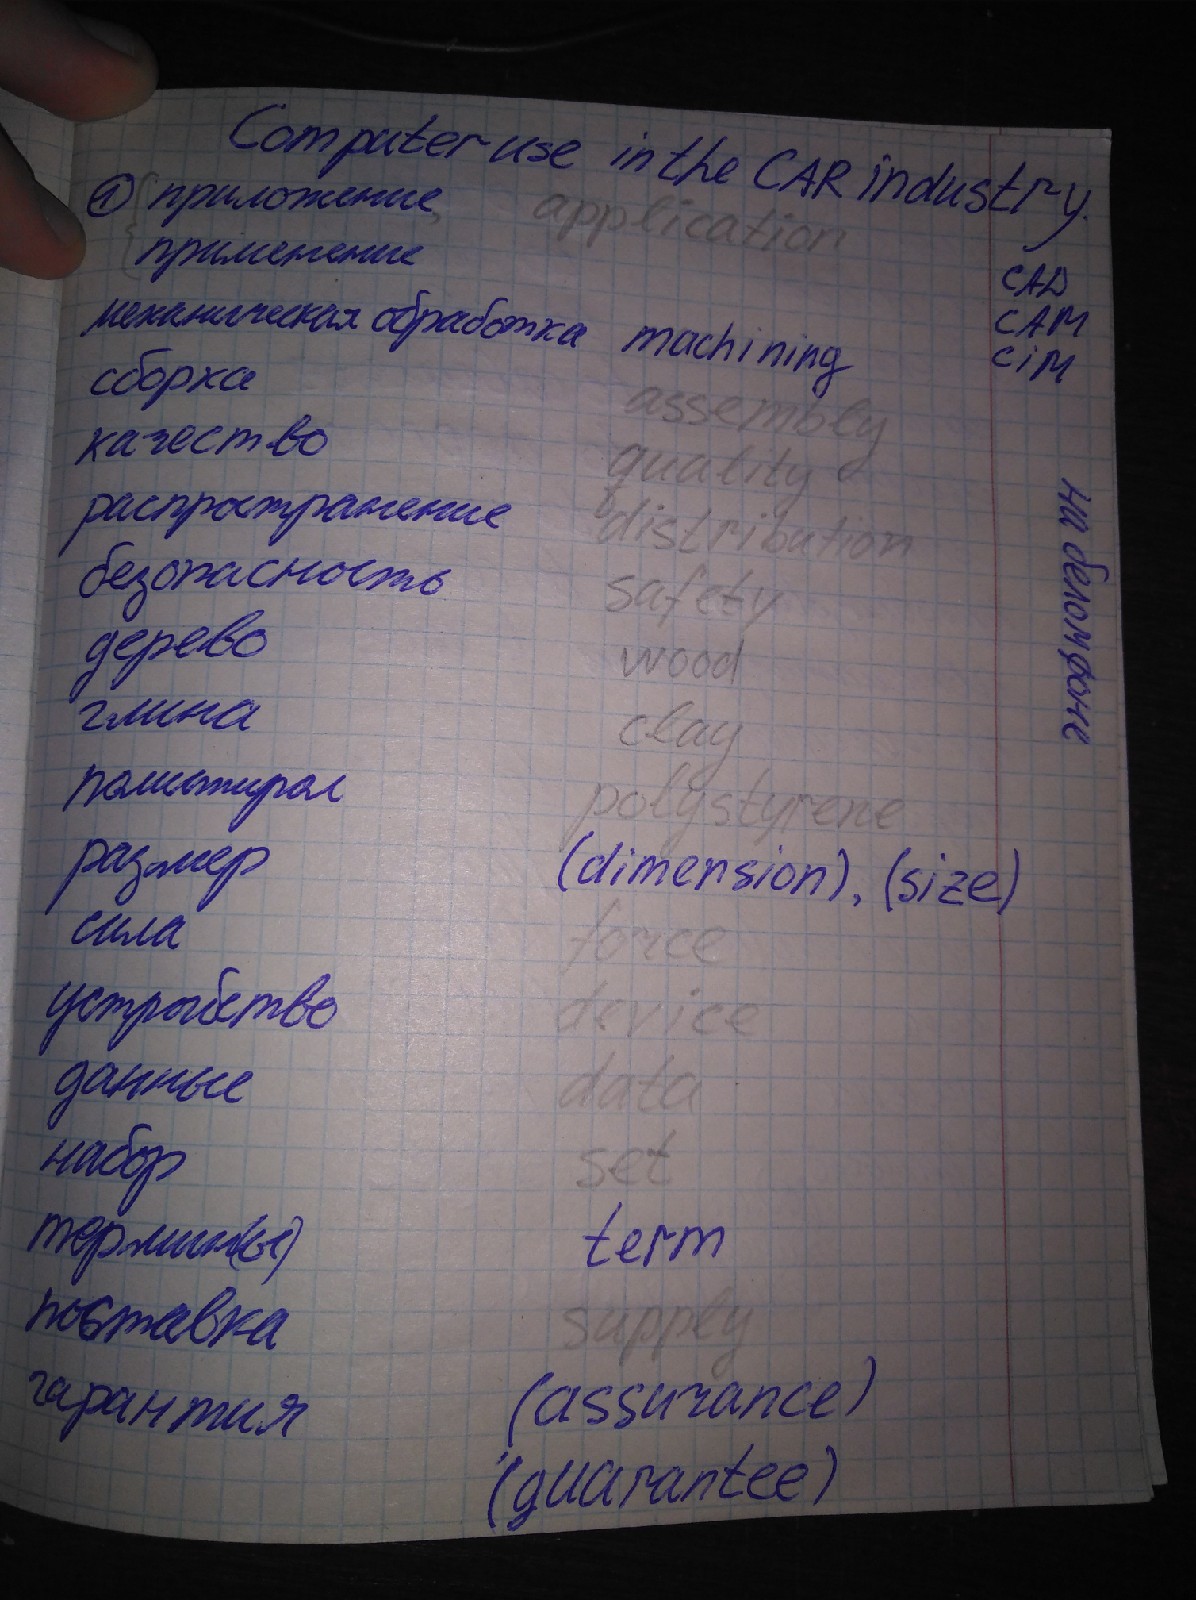 Computer use in the CAR industry.
① приложение, application
применение
CAD
механическая обработка machining
CAM
сборка assembly
CiM
качество quality
распространение distribution
безопасность safety
дерево wood
глина clay
на белом фоне
полистирол polystyrene
размер (dimension), (size)
сила force
устройство device
данные data
набор set
термин(ы) term
поставка supply
гарантия (assurance)
(guarantee)